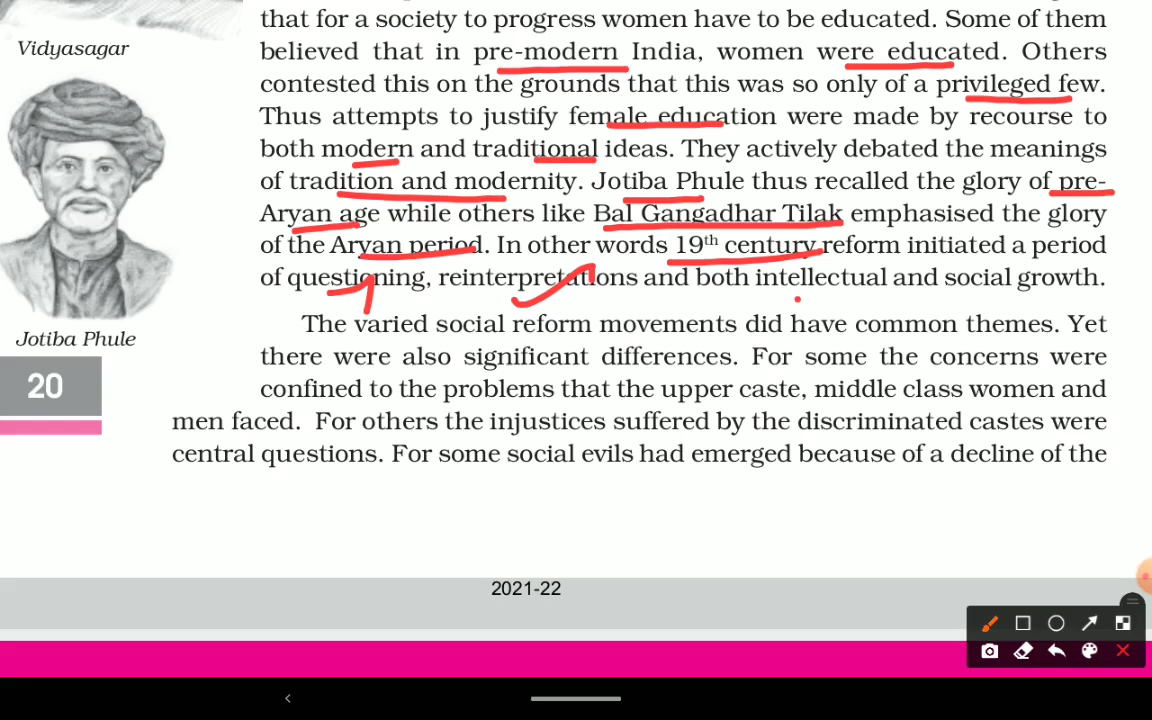 that for a society to progress women have to be educated. Some of them
Vidyasagar
believed that in pre-modern India, women were educated. Others
contested this on the grounds that this was so only of a privileged few.
Thus attempts to justify female education were made by recourse to
both modern and traditional ideas. They actively debated the meanings
of tradition and modernity. Jotiba Phule thus recalled the glory of pre-
Aryan age while others like Bal Gangadhar Tilak emphasised the glory
of the Aryan period. In other words 19th century reform initiated a period
of questioning, reinterpretations and both intellectual and social growth.
The varied social reform movements did have common themes. Yet
Jotiba Phule
there were also significant differences. For some the concerns were
20
confined to the problems that the upper caste, middle class women and
men faced. For others the injustices suffered by the discriminated castes were
central questions. For some social evils had emerged because of a decline of the
2021-22